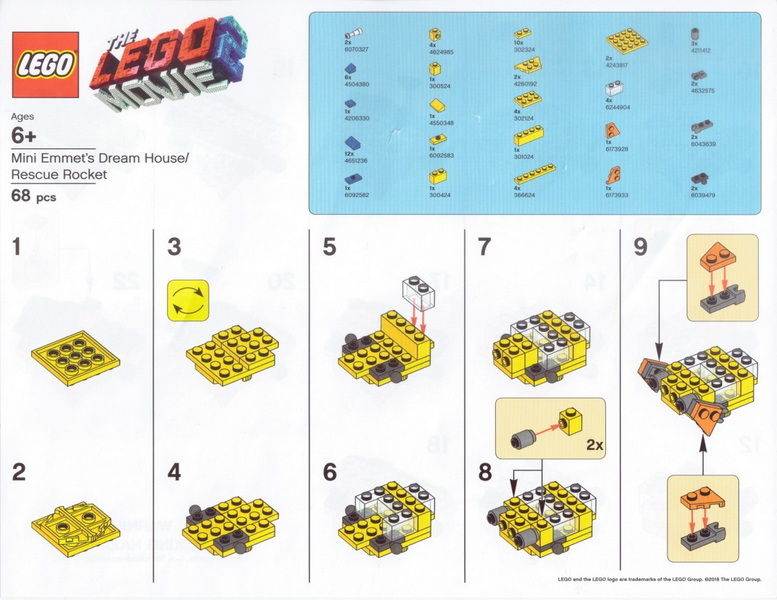 LEGO
THE
LEGO
MOVIE 2
Ages
6+
Mini Emmet's Dream House/
Rescue Rocket
68 pcs
2x
6070327
6x
4504380
1x
4206330
12x
4651236
1x
6092582
4x
4624985
1x
300524
1x
4550348
1x
6092583
1x
300424
10x
302324
2x
4260192
4x
302124
1x
301024
4x
366624
2x
4243817
4x
6244904
1x
6173928
1x
6173933
3x
4211412
2x
4632575
2x
6043639
2x
6039479
1
3
5
7
9
2x
2
4
6
8
LEGO and the LEGO logo are trademarks of the LEGO Group. ©2018 The LEGO Group.